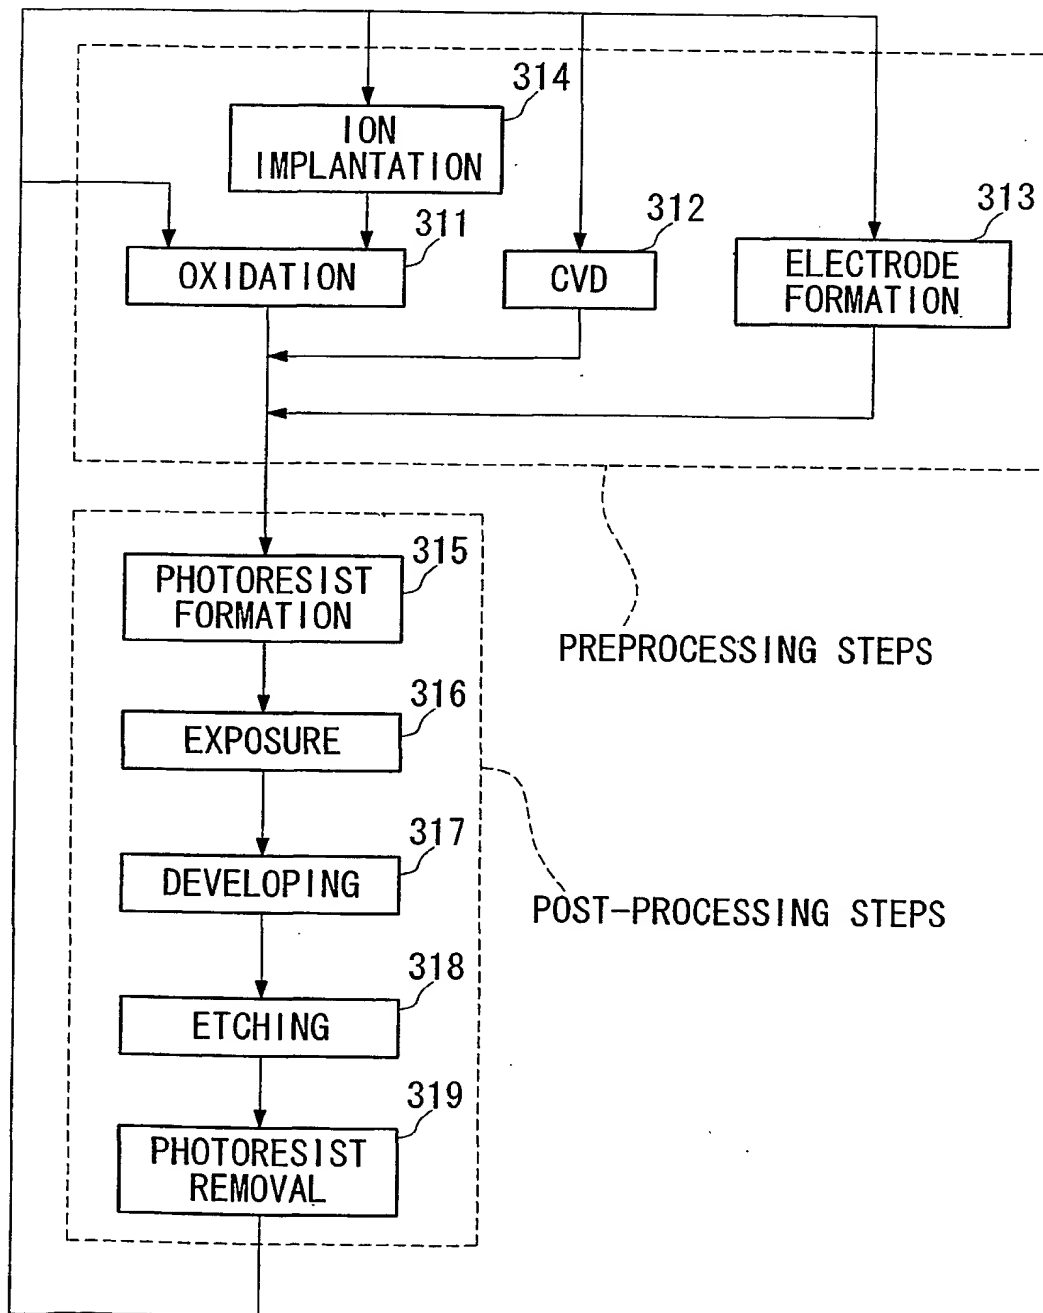 314
ION
IMPLANTATION
311
OXIDATION
312
CVD
313
ELECTRODE
FORMATION
315
PHOTORESIST
FORMATION
PREPROCESSING STEPS
316
EXPOSURE
317
DEVELOPING
POST-PROCESSING STEPS
318
ETCHING
319
PHOTORESIST
REMOVAL